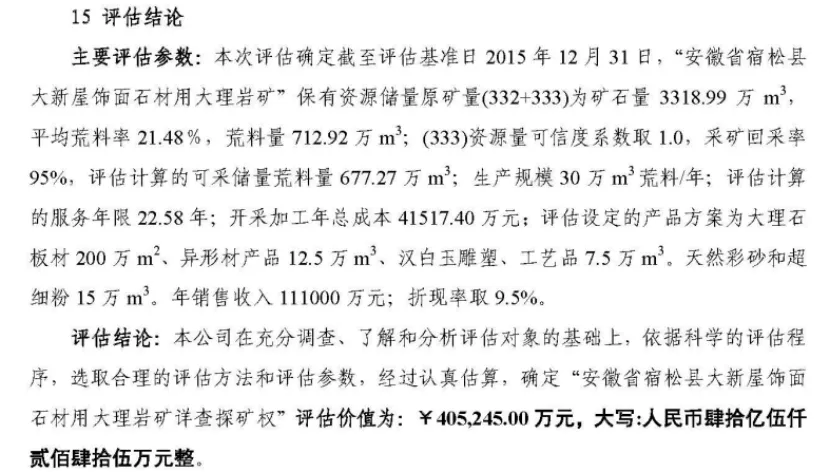 15 评估结论
主要评估参数：本次评估确定截至评估基准日 2015 年 12 月 31 日，“安徽省宿松县
大新屋饰面石材用大理岩矿”保有资源储量原矿量(332+333)为矿石量 3318.99 万 m³，
平均荒料率 21.48％，荒料量 712.92 万 m³；(333)资源量可信度系数取 1.0，采矿回采率
95%，评估计算的可采储量荒料量 677.27 万 m³；生产规模 30 万 m³荒料/年；评估计算
的服务年限 22.58 年；开采加工年总成本 41517.40 万元；评估设定的产品方案为大理石
板材 200 万 m²、异形材产品 12.5 万 m³、汉白玉雕塑、工艺品 7.5 万 m³。天然彩砂和超
细粉 15 万 m³。年销售收入 111000 万元；折现率取 9.5%。
评估结论：本公司在充分调查、了解和分析评估对象的基础上，依据科学的评估程
序，选取合理的评估方法和评估参数，经过认真估算，确定“安徽省宿松县大新屋饰面
石材用大理岩矿详查探矿权”评估价值为：￥405,245.00 万元，大写:人民币肆拾亿伍仟
贰佰肆拾伍万元整。